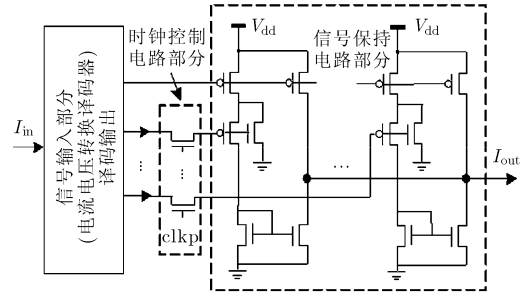 时钟控制
电路部分
V_dd
信号保持
电路部分
V_dd
I_in
信号输入部分
(电流电压转换译码器)
译码输出
...
...
...
I_out
clkp